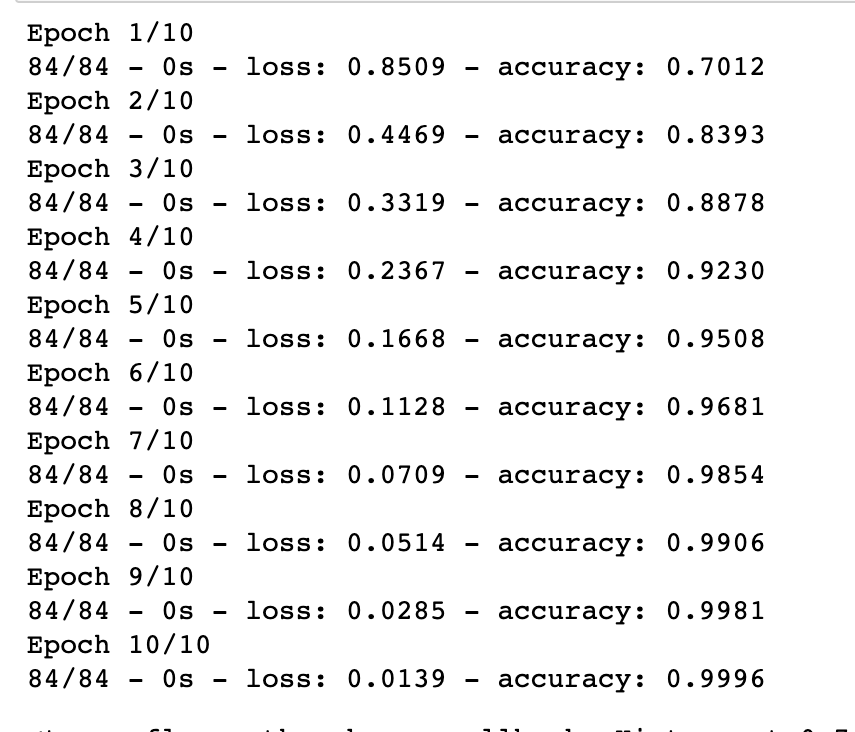 Epoch 1/10
84/84 - 0s - loss: 0.8509 - accuracy: 0.7012
Epoch 2/10
84/84 - 0s - loss: 0.4469 - accuracy: 0.8393
Epoch 3/10
84/84 - 0s - loss: 0.3319 - accuracy: 0.8878
Epoch 4/10
84/84 - 0s - loss: 0.2367 - accuracy: 0.9230
Epoch 5/10
84/84 - 0s - loss: 0.1668 - accuracy: 0.9508
Epoch 6/10
84/84 - 0s - loss: 0.1128 - accuracy: 0.9681
Epoch 7/10
84/84 - 0s - loss: 0.0709 - accuracy: 0.9854
Epoch 8/10
84/84 - 0s - loss: 0.0514 - accuracy: 0.9906
Epoch 9/10
84/84 - 0s - loss: 0.0285 - accuracy: 0.9981
Epoch 10/10
84/84 - 0s - loss: 0.0139 - accuracy: 0.9996